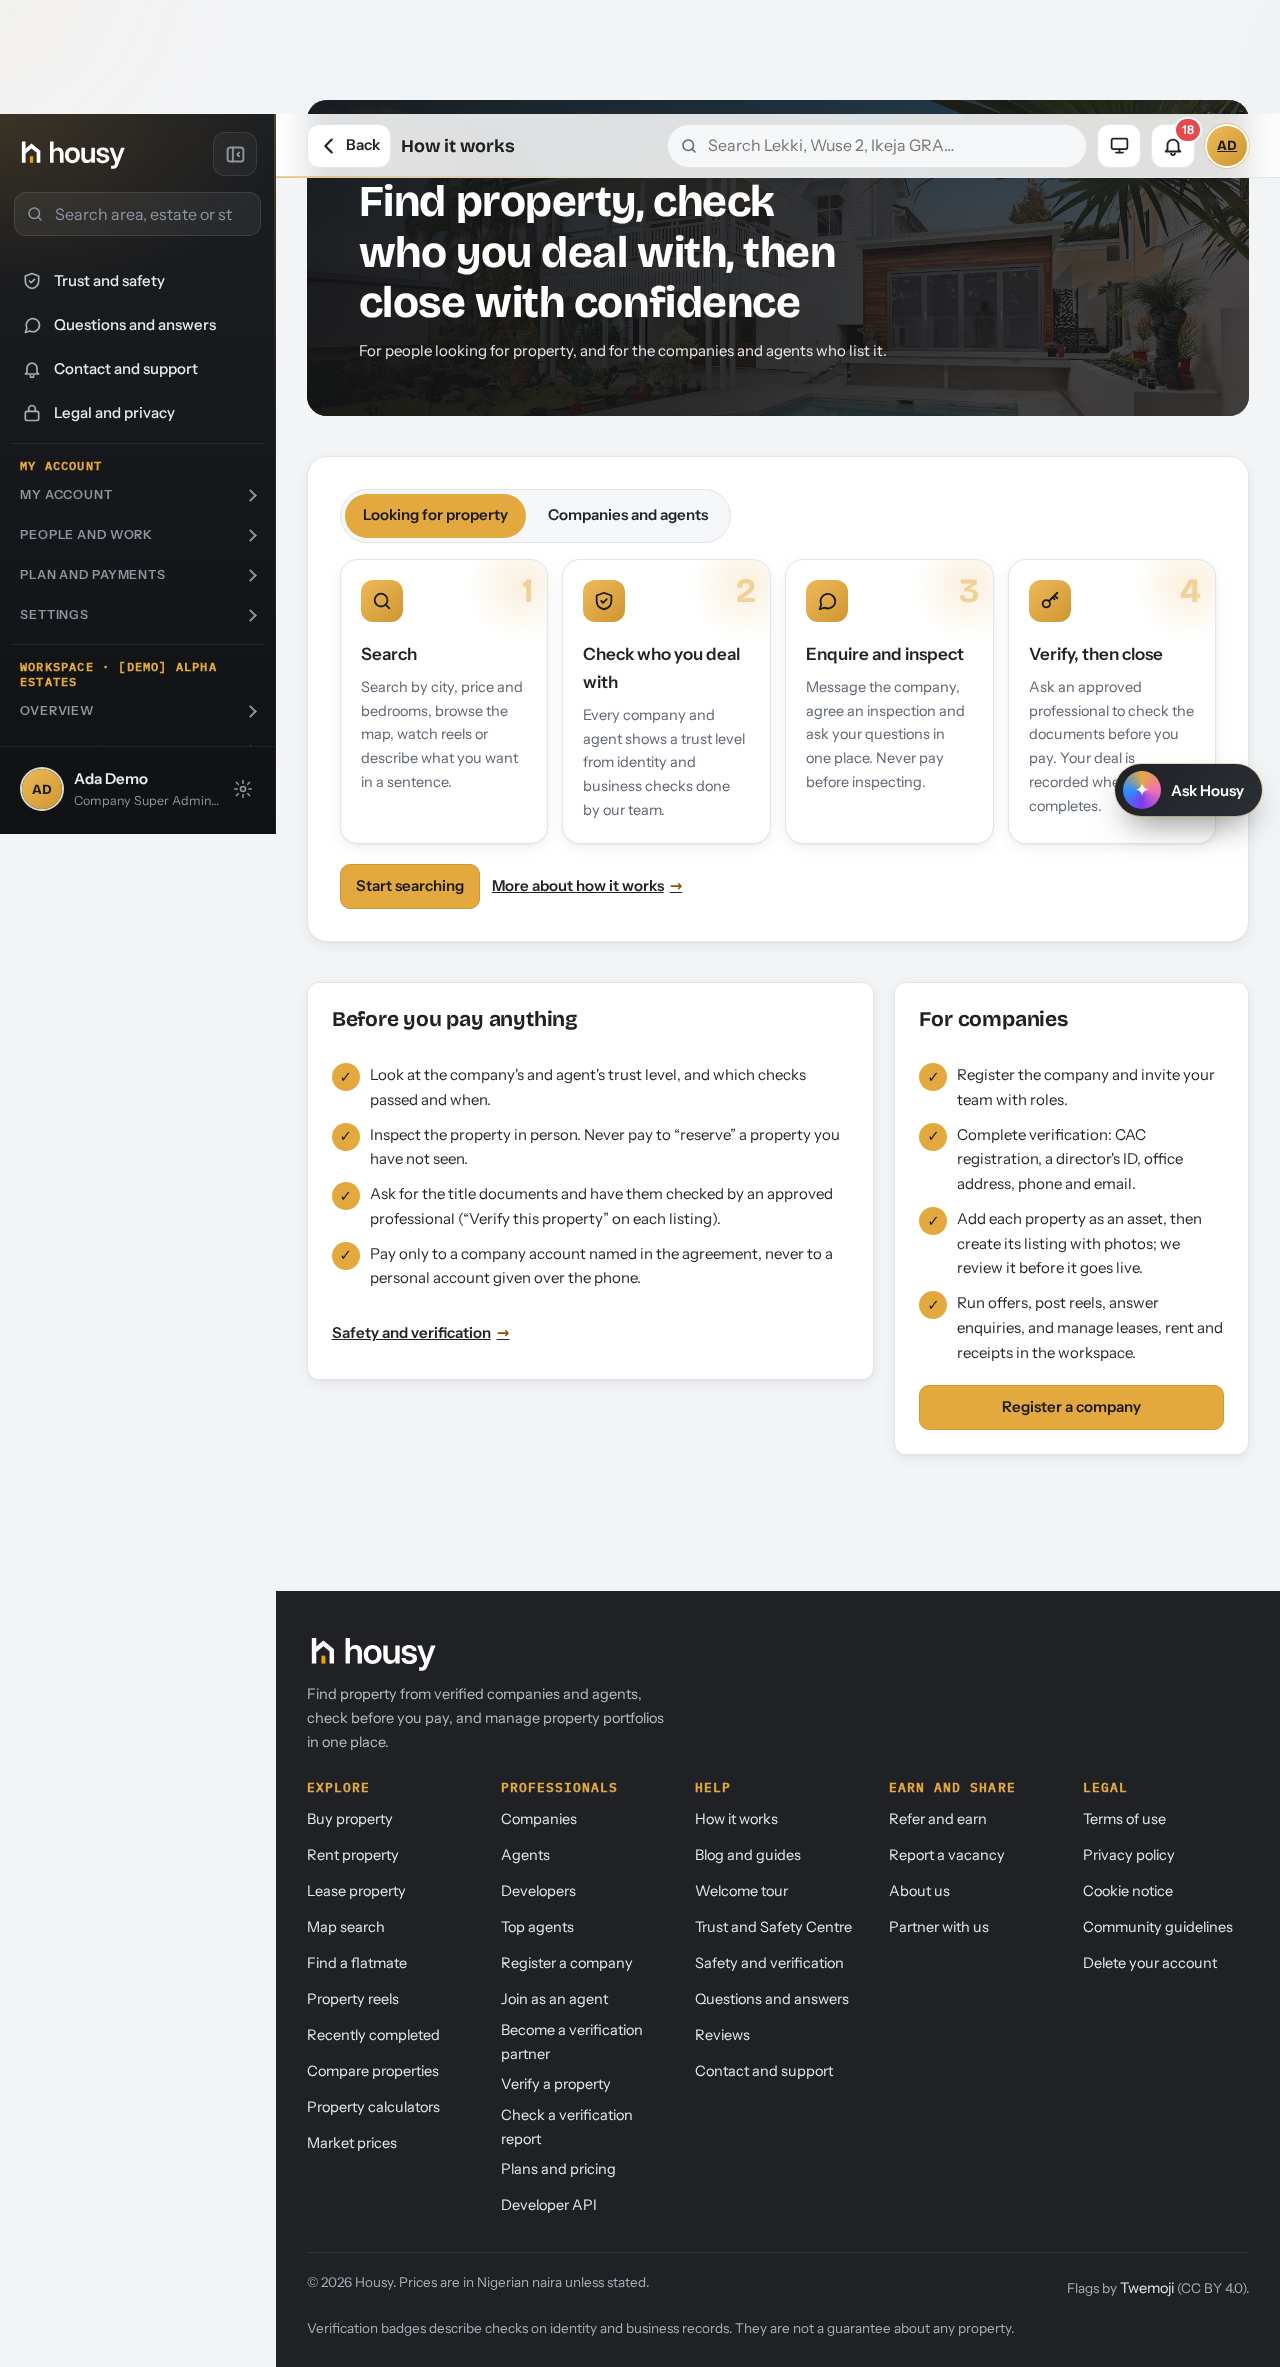 housy
Search area, estate or st
Trust and safety
Questions and answers
Contact and support
Legal and privacy
MY ACCOUNT
MY ACCOUNT
PEOPLE AND WORK
PLAN AND PAYMENTS
SETTINGS
WORKSPACE · [DEMO] ALPHA
ESTATES
OVERVIEW
AD
Ada Demo
Company Super Admin...
Back
How it works
Search Lekki, Wuse 2, Ikeja GRA...
18
AD
Find property, check
who you deal with, then
close with confidence
For people looking for property, and for the companies and agents who list it.
Looking for property
Companies and agents
1
Search
Search by city, price and
bedrooms, browse the
map, watch reels or
describe what you want
in a sentence.
2
Check who you deal
with
Every company and
agent shows a trust level
from identity and
business checks done
by our team.
3
Enquire and inspect
Message the company,
agree an inspection and
ask your questions in
one place. Never pay
before inspecting.
4
Verify, then close
Ask an approved
professional to check the
documents before you
pay. Your deal is
recorded
completes.
Ask Housy
Start searching
More about how it works →
Before you pay anything
✓ Look at the company's and agent's trust level, and which checks
passed and when.
✓ Inspect the property in person. Never pay to “reserve” a property you
have not seen.
✓ Ask for the title documents and have them checked by an approved
professional (“Verify this property” on each listing).
✓ Pay only to a company account named in the agreement, never to a
personal account given over the phone.
Safety and verification →
For companies
✓ Register the company and invite your
team with roles.
✓ Complete verification: CAC
registration, a director's ID, office
address, phone and email.
✓ Add each property as an asset, then
create its listing with photos; we
review it before it goes live.
✓ Run offers, post reels, answer
enquiries, and manage leases, rent and
receipts in the workspace.
Register a company
housy
Find property from verified companies and agents,
check before you pay, and manage property portfolios
in one place.
EXPLORE
Buy property
Rent property
Lease property
Map search
Find a flatmate
Property reels
Recently completed
Compare properties
Property calculators
Market prices
PROFESSIONALS
Companies
Agents
Developers
Top agents
Register a company
Join as an agent
Become a verification
partner
Verify a property
Check a verification
report
Plans and pricing
Developer API
HELP
How it works
Blog and guides
Welcome tour
Trust and Safety Centre
Safety and verification
Questions and answers
Reviews
Contact and support
EARN AND SHARE
Refer and earn
Report a vacancy
About us
Partner with us
LEGAL
Terms of use
Privacy policy
Cookie notice
Community guidelines
Delete your account
© 2026 Housy. Prices are in Nigerian naira unless stated.
Flags by Twemoji (CC BY 4.0).
Verification badges describe checks on identity and business records. They are not a guarantee about any property.